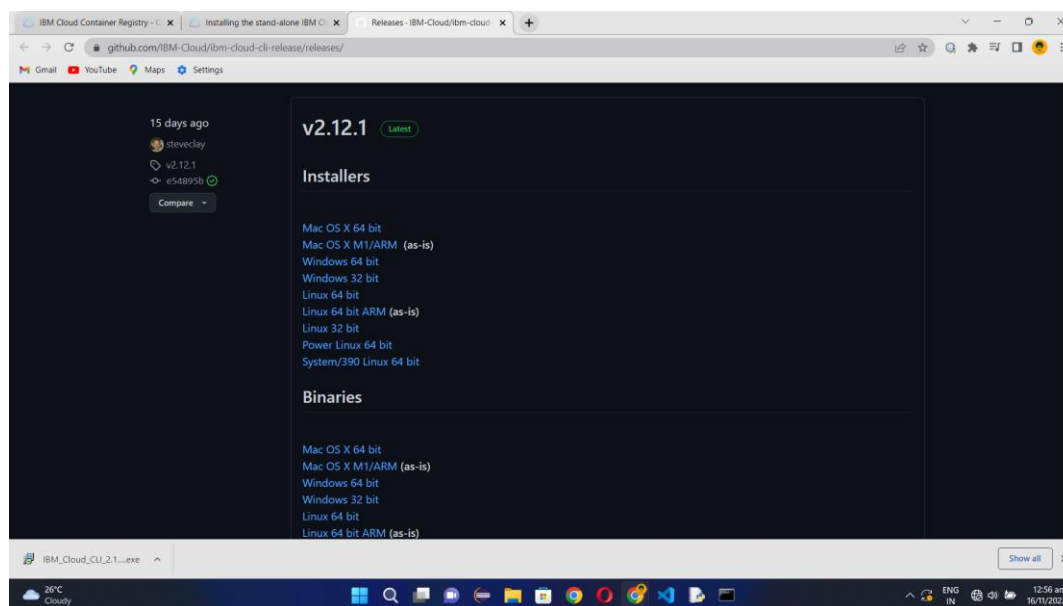 IBM Cloud Container Registry - C
Installing the stand-alone IBM Cl
Releases · IBM-Cloud/ibm-cloud-
github.com/IBM-Cloud/ibm-cloud-cli-release/releases/
Gmail YouTube Maps Settings
15 days ago
steveclay
v2.12.1
e54895b
Compare
v2.12.1 Latest
Installers
Mac OS X 64 bit
Mac OS X M1/ARM (as-is)
Windows 64 bit
Windows 32 bit
Linux 64 bit
Linux 64 bit ARM (as-is)
Linux 32 bit
Power Linux 64 bit
System/390 Linux 64 bit
Binaries
Mac OS X 64 bit
Mac OS X M1/ARM (as-is)
Windows 64 bit
Windows 32 bit
Linux 64 bit
Linux 64 bit ARM (as-is)
IBM_Cloud_CLI_2.1....exe
Show all
26°C
Cloudy
ENG
IN
12:56
16/11/202